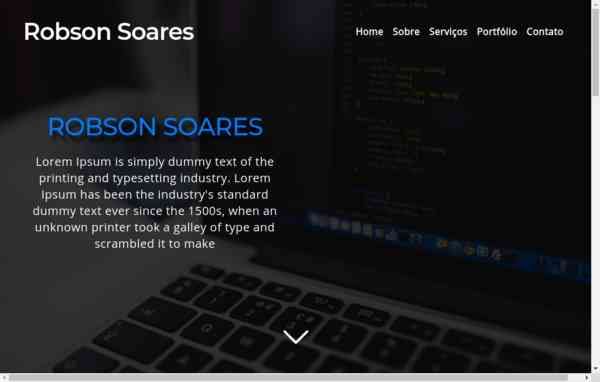 Robson Soares
Home Sobre Serviços Portfólio Contato
ROBSON SOARES
Lorem Ipsum is simply dummy text of the
printing and typesetting industry. Lorem
Ipsum has been the industry's standard
dummy text ever since the 1500s, when an
unknown printer took a galley of type and
scrambled it to make